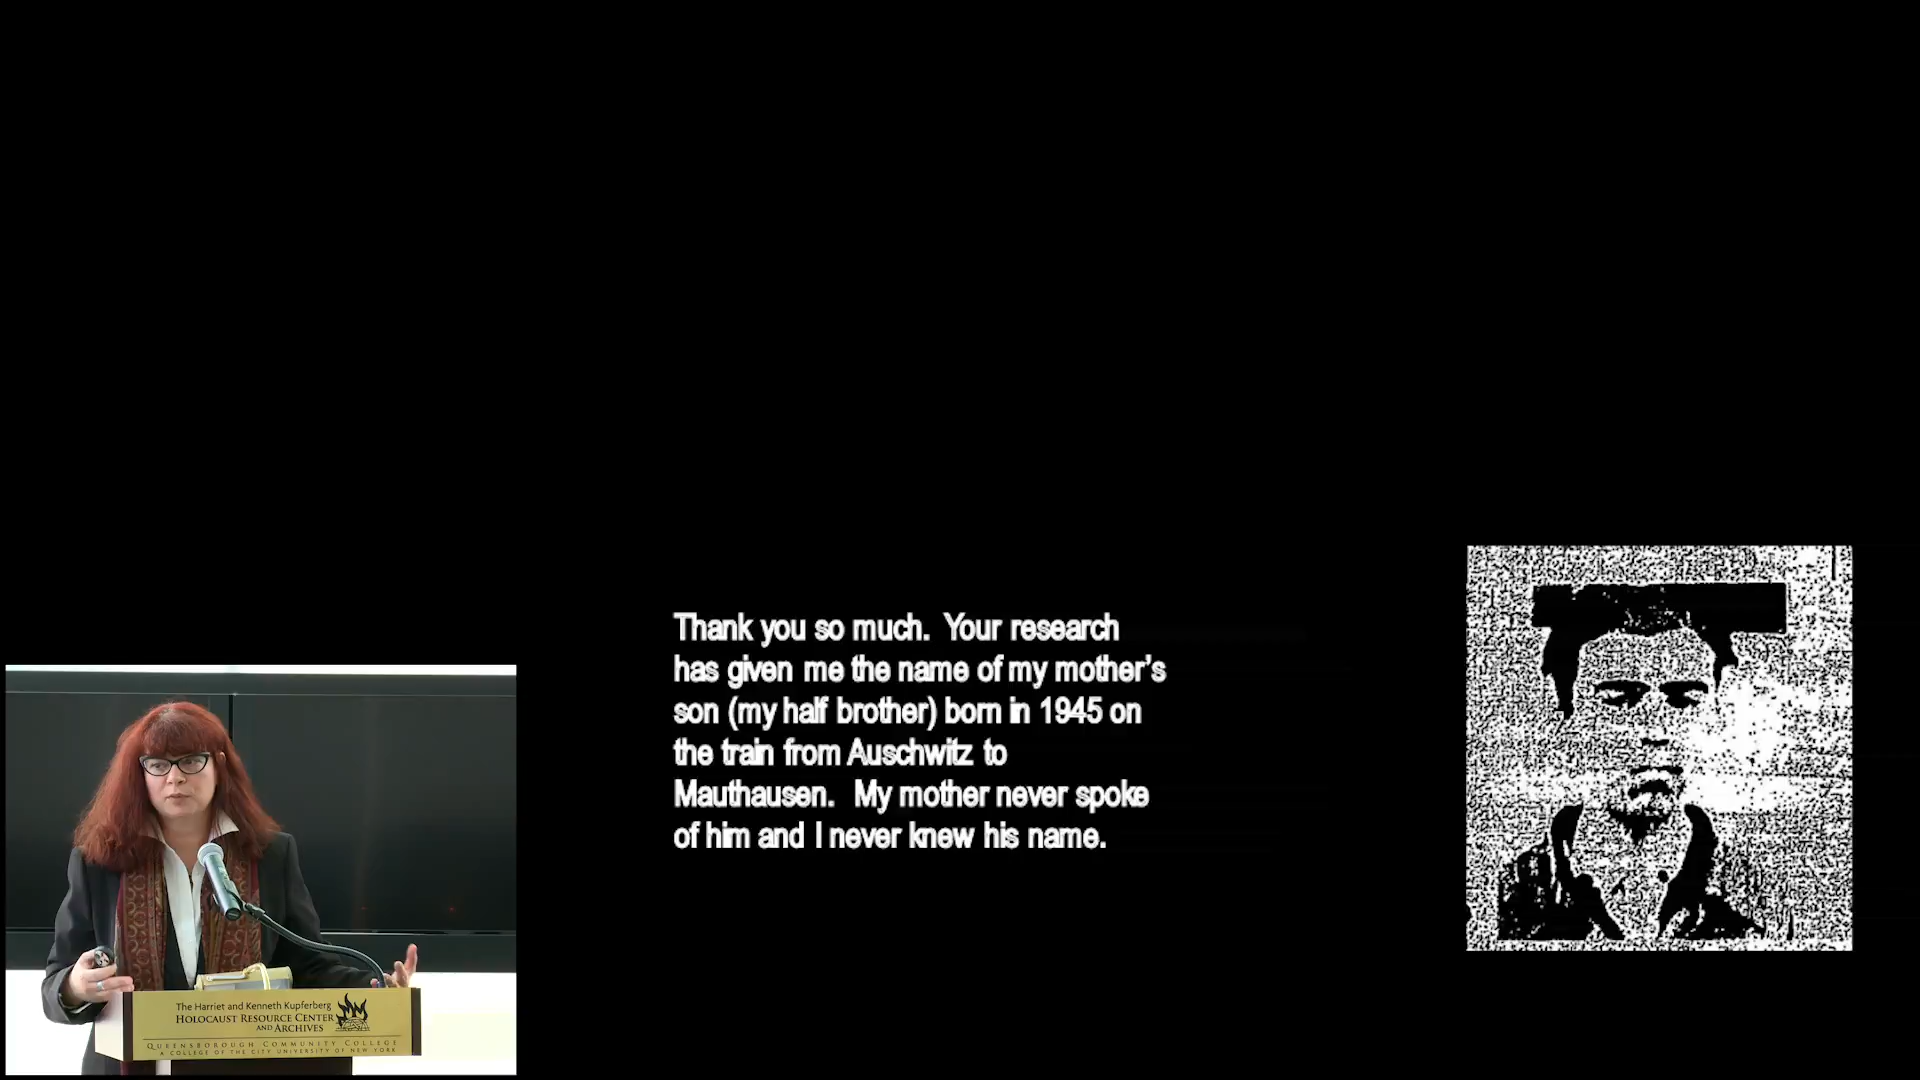 Thank you so much. Your research
has given me the name of my mother's
son (my half brother) born in 1945 on
the train from Auschwitz to
Mauthausen. My mother never spoke
of him and I never knew his name.
The Harriet and Kenneth Kupferberg
HOLOCAUST RESOURCE CENTER
AND ARCHIVES
QUEENSBOROUGH COMMUNITY COLLEGE
A COLLEGE OF THE CITY UNIVERSITY OF NEW YORK